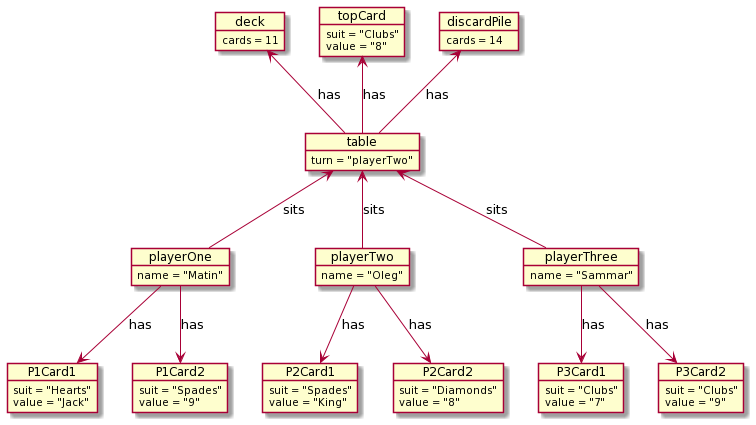 deck
cards = 11
topCard
suit = "Clubs"
value = "8"
discardPile
cards = 14
has
has
has
table
turn = "playerTwo"
sits
sits
sits
playerOne
name = "Matin"
playerTwo
name = "Oleg"
playerThree
name = "Sammar"
has
has
has
has
has
has
P1Card1
suit = "Hearts"
value = "Jack"
P1Card2
suit = "Spades"
value = "9"
P2Card1
suit = "Spades"
value = "King"
P2Card2
suit = "Diamonds"
value = "8"
P3Card1
suit = "Clubs"
value = "7"
P3Card2
suit = "Clubs"
value = "9"